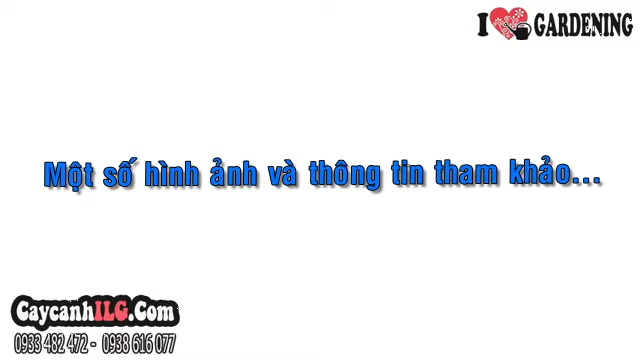 I GARDENING
Một số hình ảnh và thông tin tham khảo...
CaycanhILG.Com
0933 482 472 - 0938 616 077